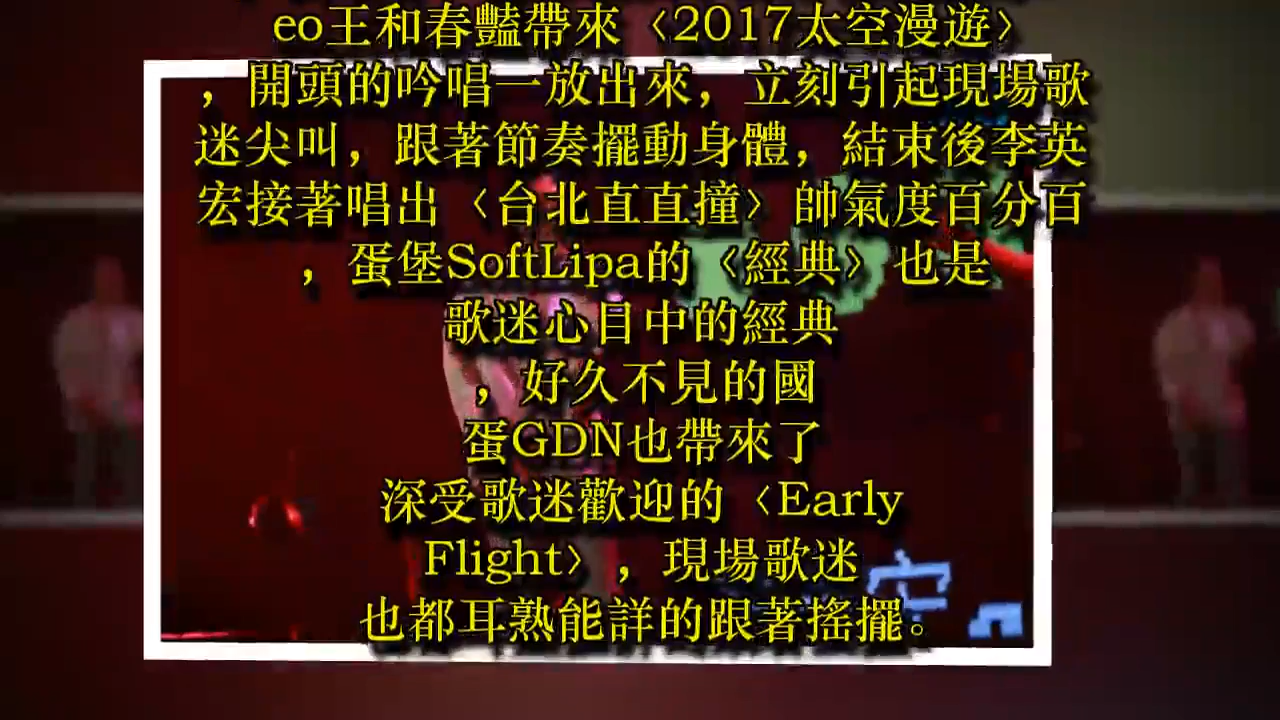 eo王和春豔帶來〈2017太空漫遊〉
，開頭的吟唱一放出來，立刻引起現場歌
迷尖叫，跟著節奏擺動身體，結束後李英
宏接著唱出〈台北直直撞〉帥氣度百分百
，蛋堡SoftLipa的〈經典〉也是
歌迷心目中的經典
，好久不見的國
蛋GDN也帶來了
深受歌迷歡迎的〈Early
Flight〉，現場歌迷
也都耳熟能詳的跟著搖擺。